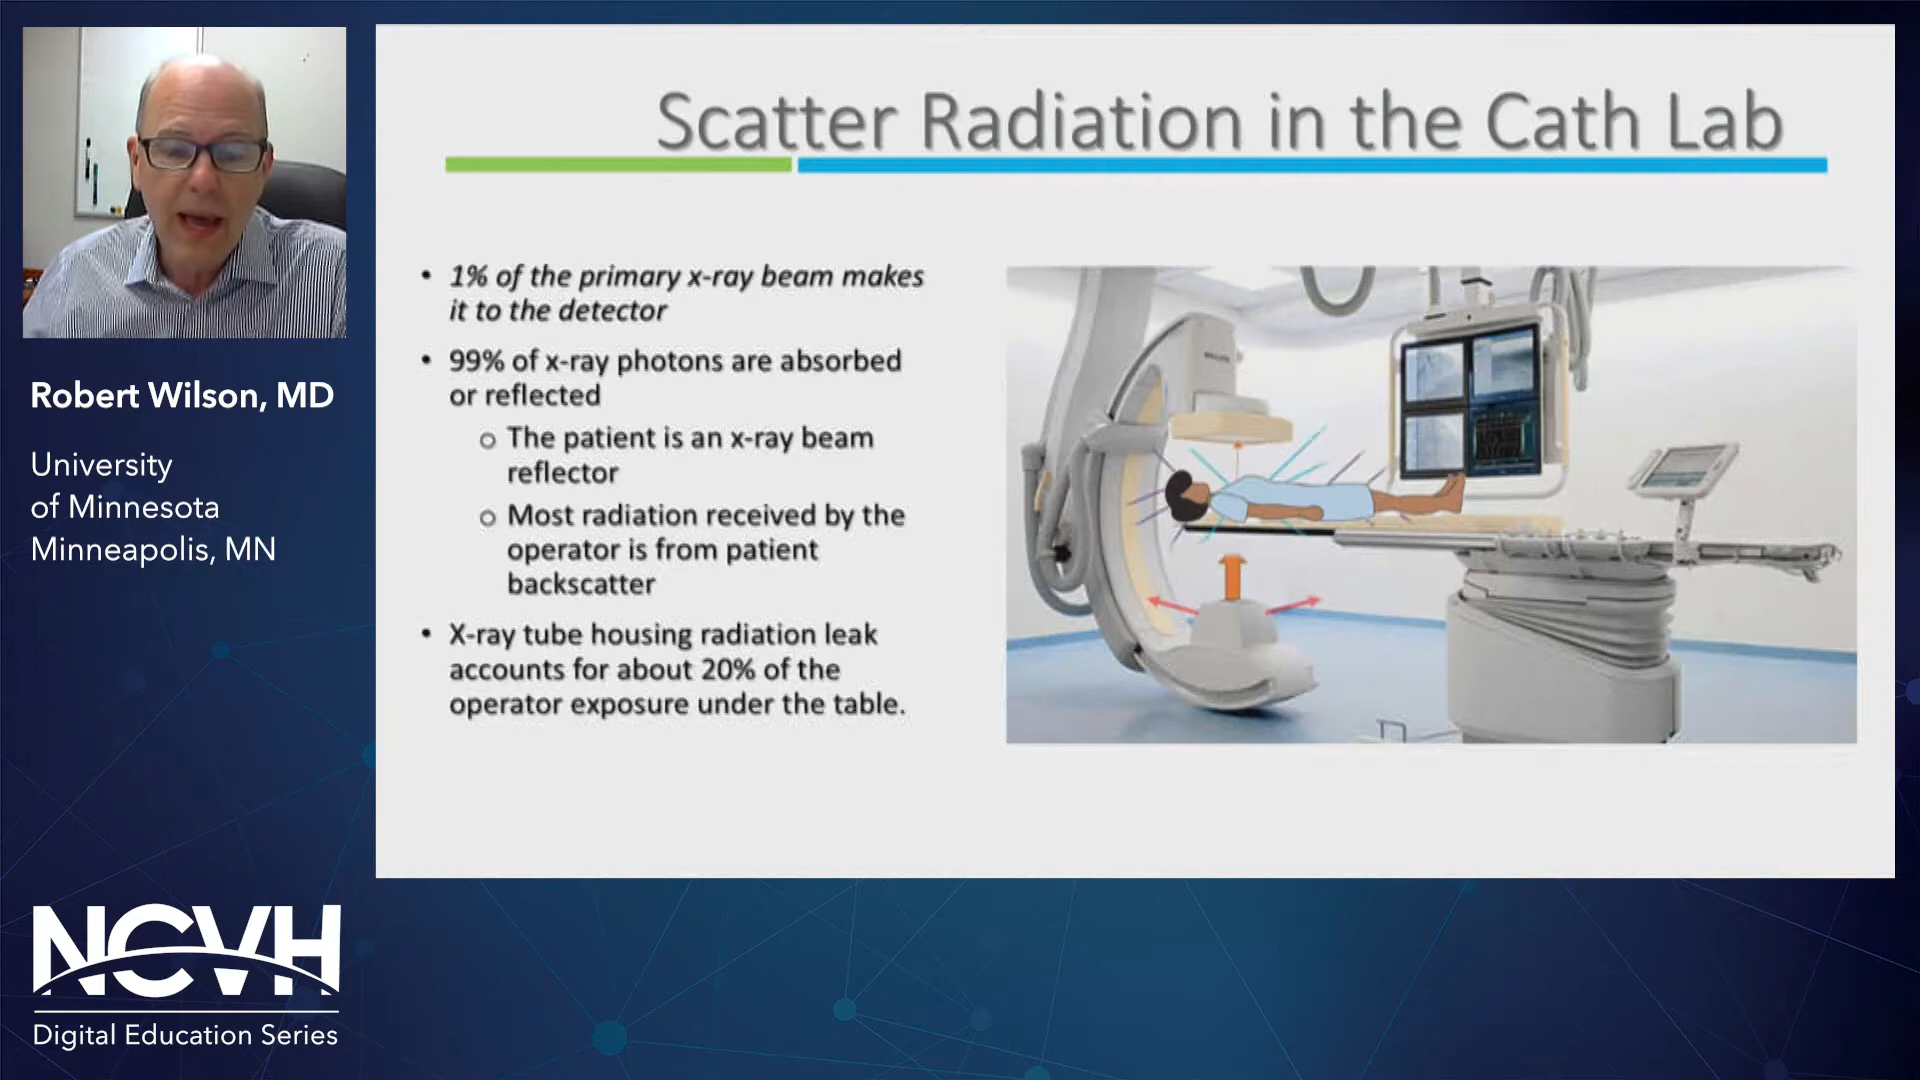 Scatter Radiation in the Cath Lab
• 1% of the primary x-ray beam makes
it to the detector
• 99% of x-ray photons are absorbed
or reflected
o The patient is an x-ray beam
reflector
o Most radiation received by the
operator is from patient
backscatter
• X-ray tube housing radiation leak
accounts for about 20% of the
operator exposure under the table.
Robert Wilson, MD
University
of Minnesota
Minneapolis, MN
NCVH
Digital Education Series